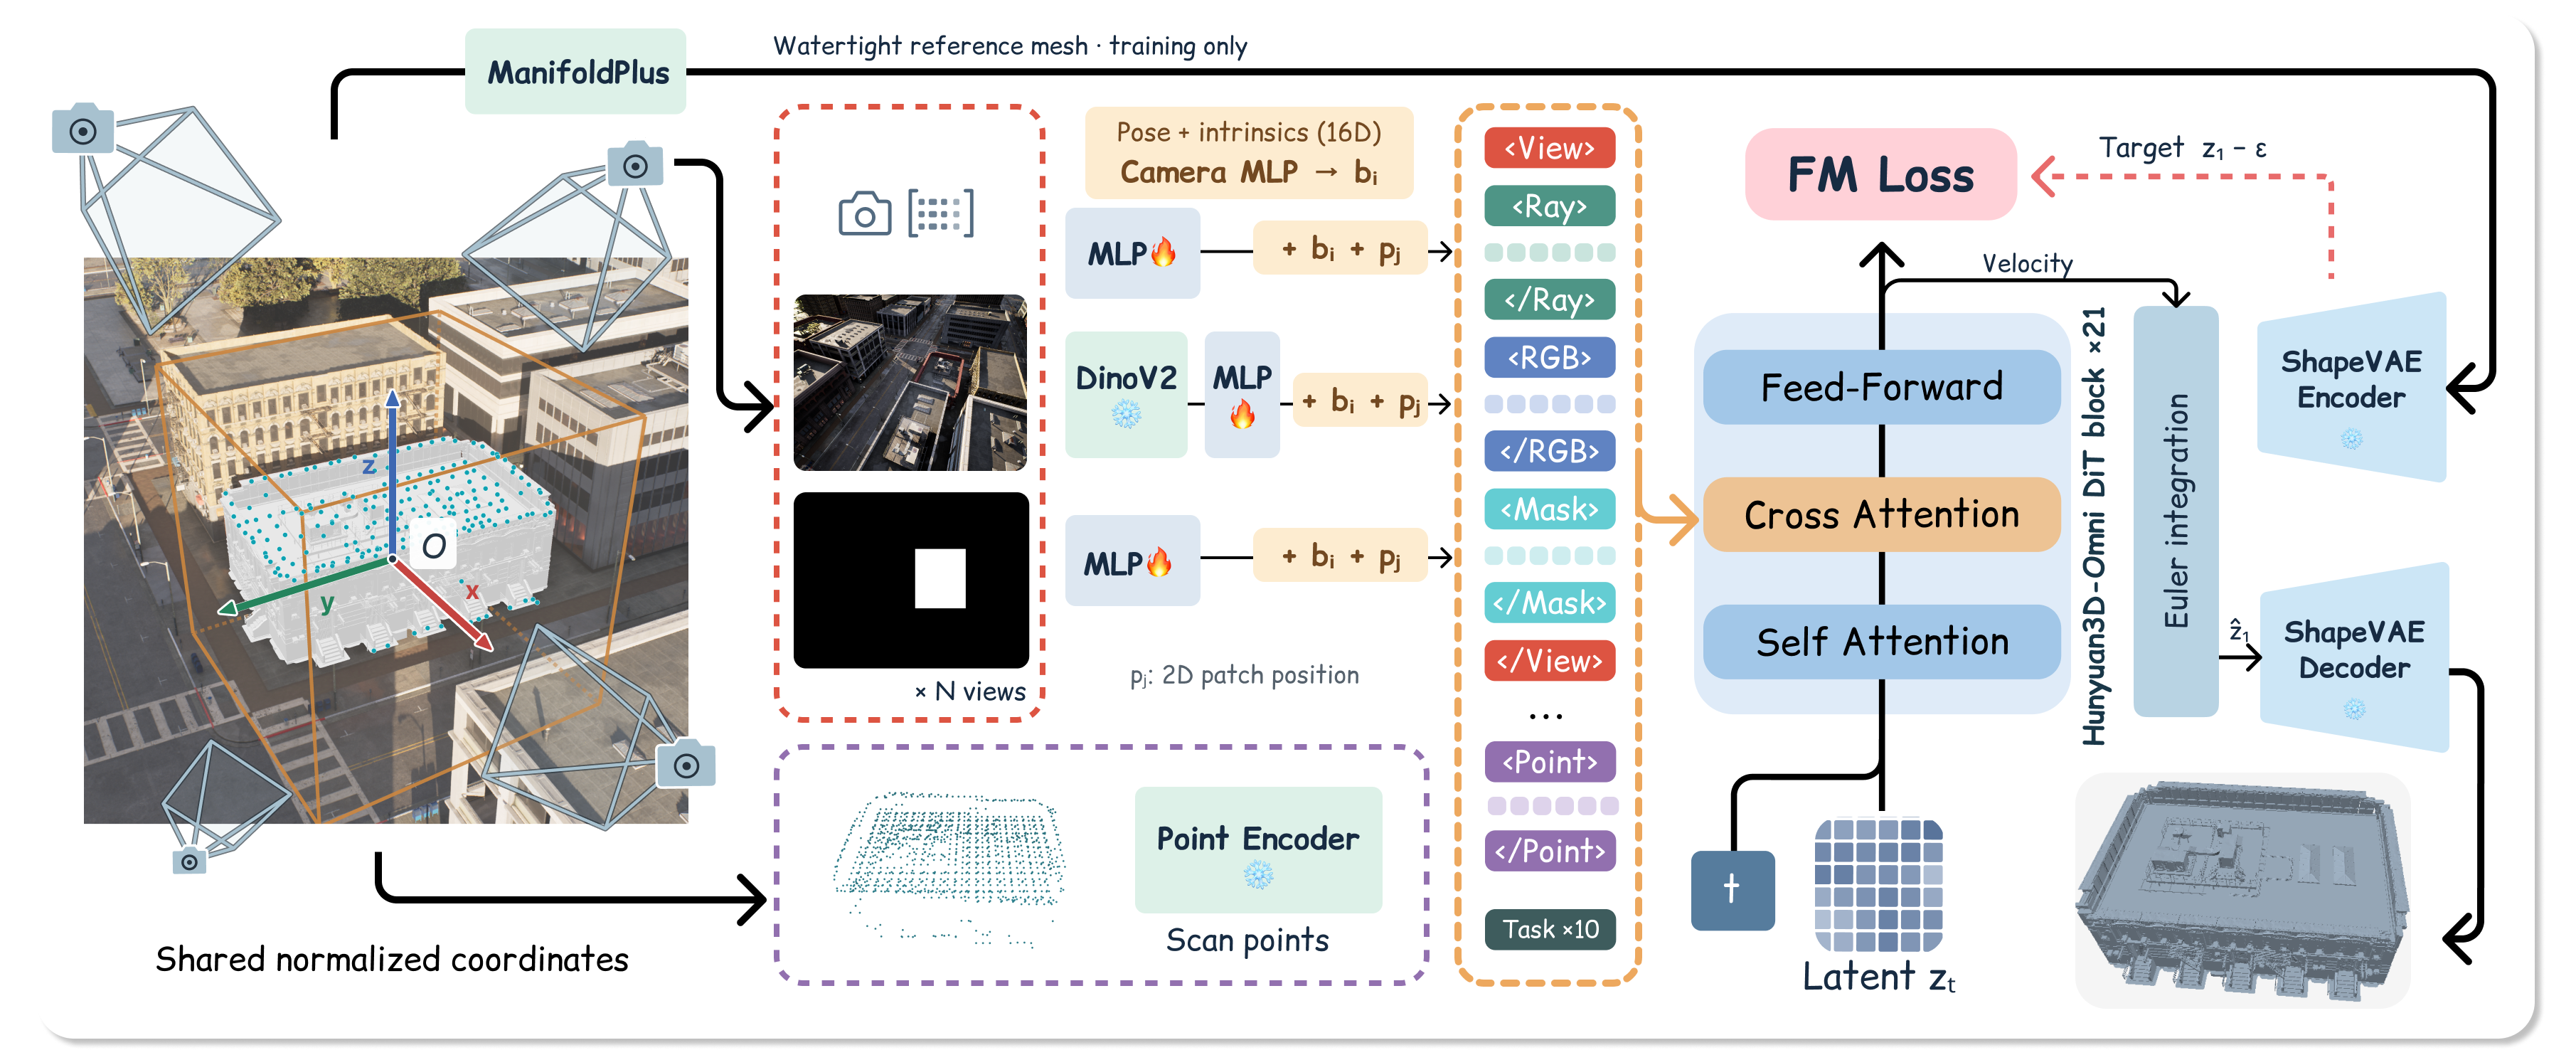 ManifoldPlus
Watertight reference mesh · training only
z
O
y
x
Shared normalized coordinates
× N views
Pose + intrinsics (16D)
Camera MLP → bᵢ
MLP
+ bᵢ + pⱼ
DinoV2
MLP
+ bᵢ + pⱼ
MLP
+ bᵢ + pⱼ
pⱼ: 2D patch position
Point Encoder
Scan points
<View>
<Ray>
</Ray>
<RGB>
</RGB>
<Mask>
</Mask>
</View>
...
<Point>
</Point>
Task ×10
FM Loss
Target z₁ − ε
Velocity
Feed-Forward
Cross Attention
Self Attention
Hunyuan3D-Omni DiT block ×21
t
Latent zₜ
Euler integration
ẑ₁
ShapeVAE
Encoder
ShapeVAE
Decoder